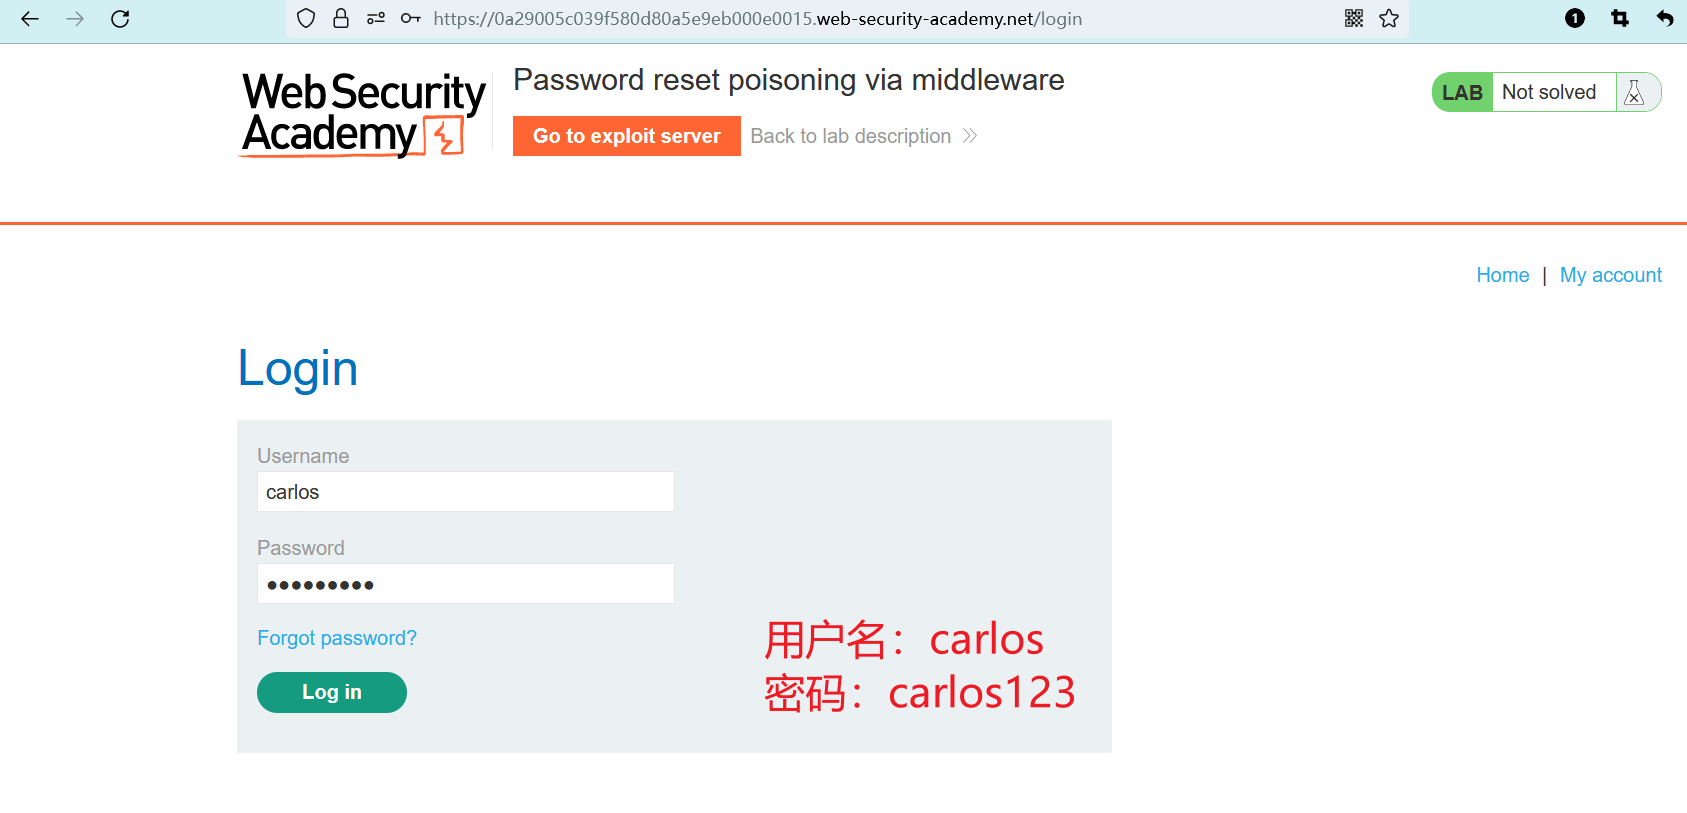 https://0a29005c039f580d80a5e9eb000e0015.web-security-academy.net/login
1
Web Security
Academy
Password reset poisoning via middleware
Go to exploit server
Back to lab description
LAB
Not solved
Home | My account
Login
Username
carlos
Password
Forgot password?
Log in
用户名：carlos
密码：carlos123